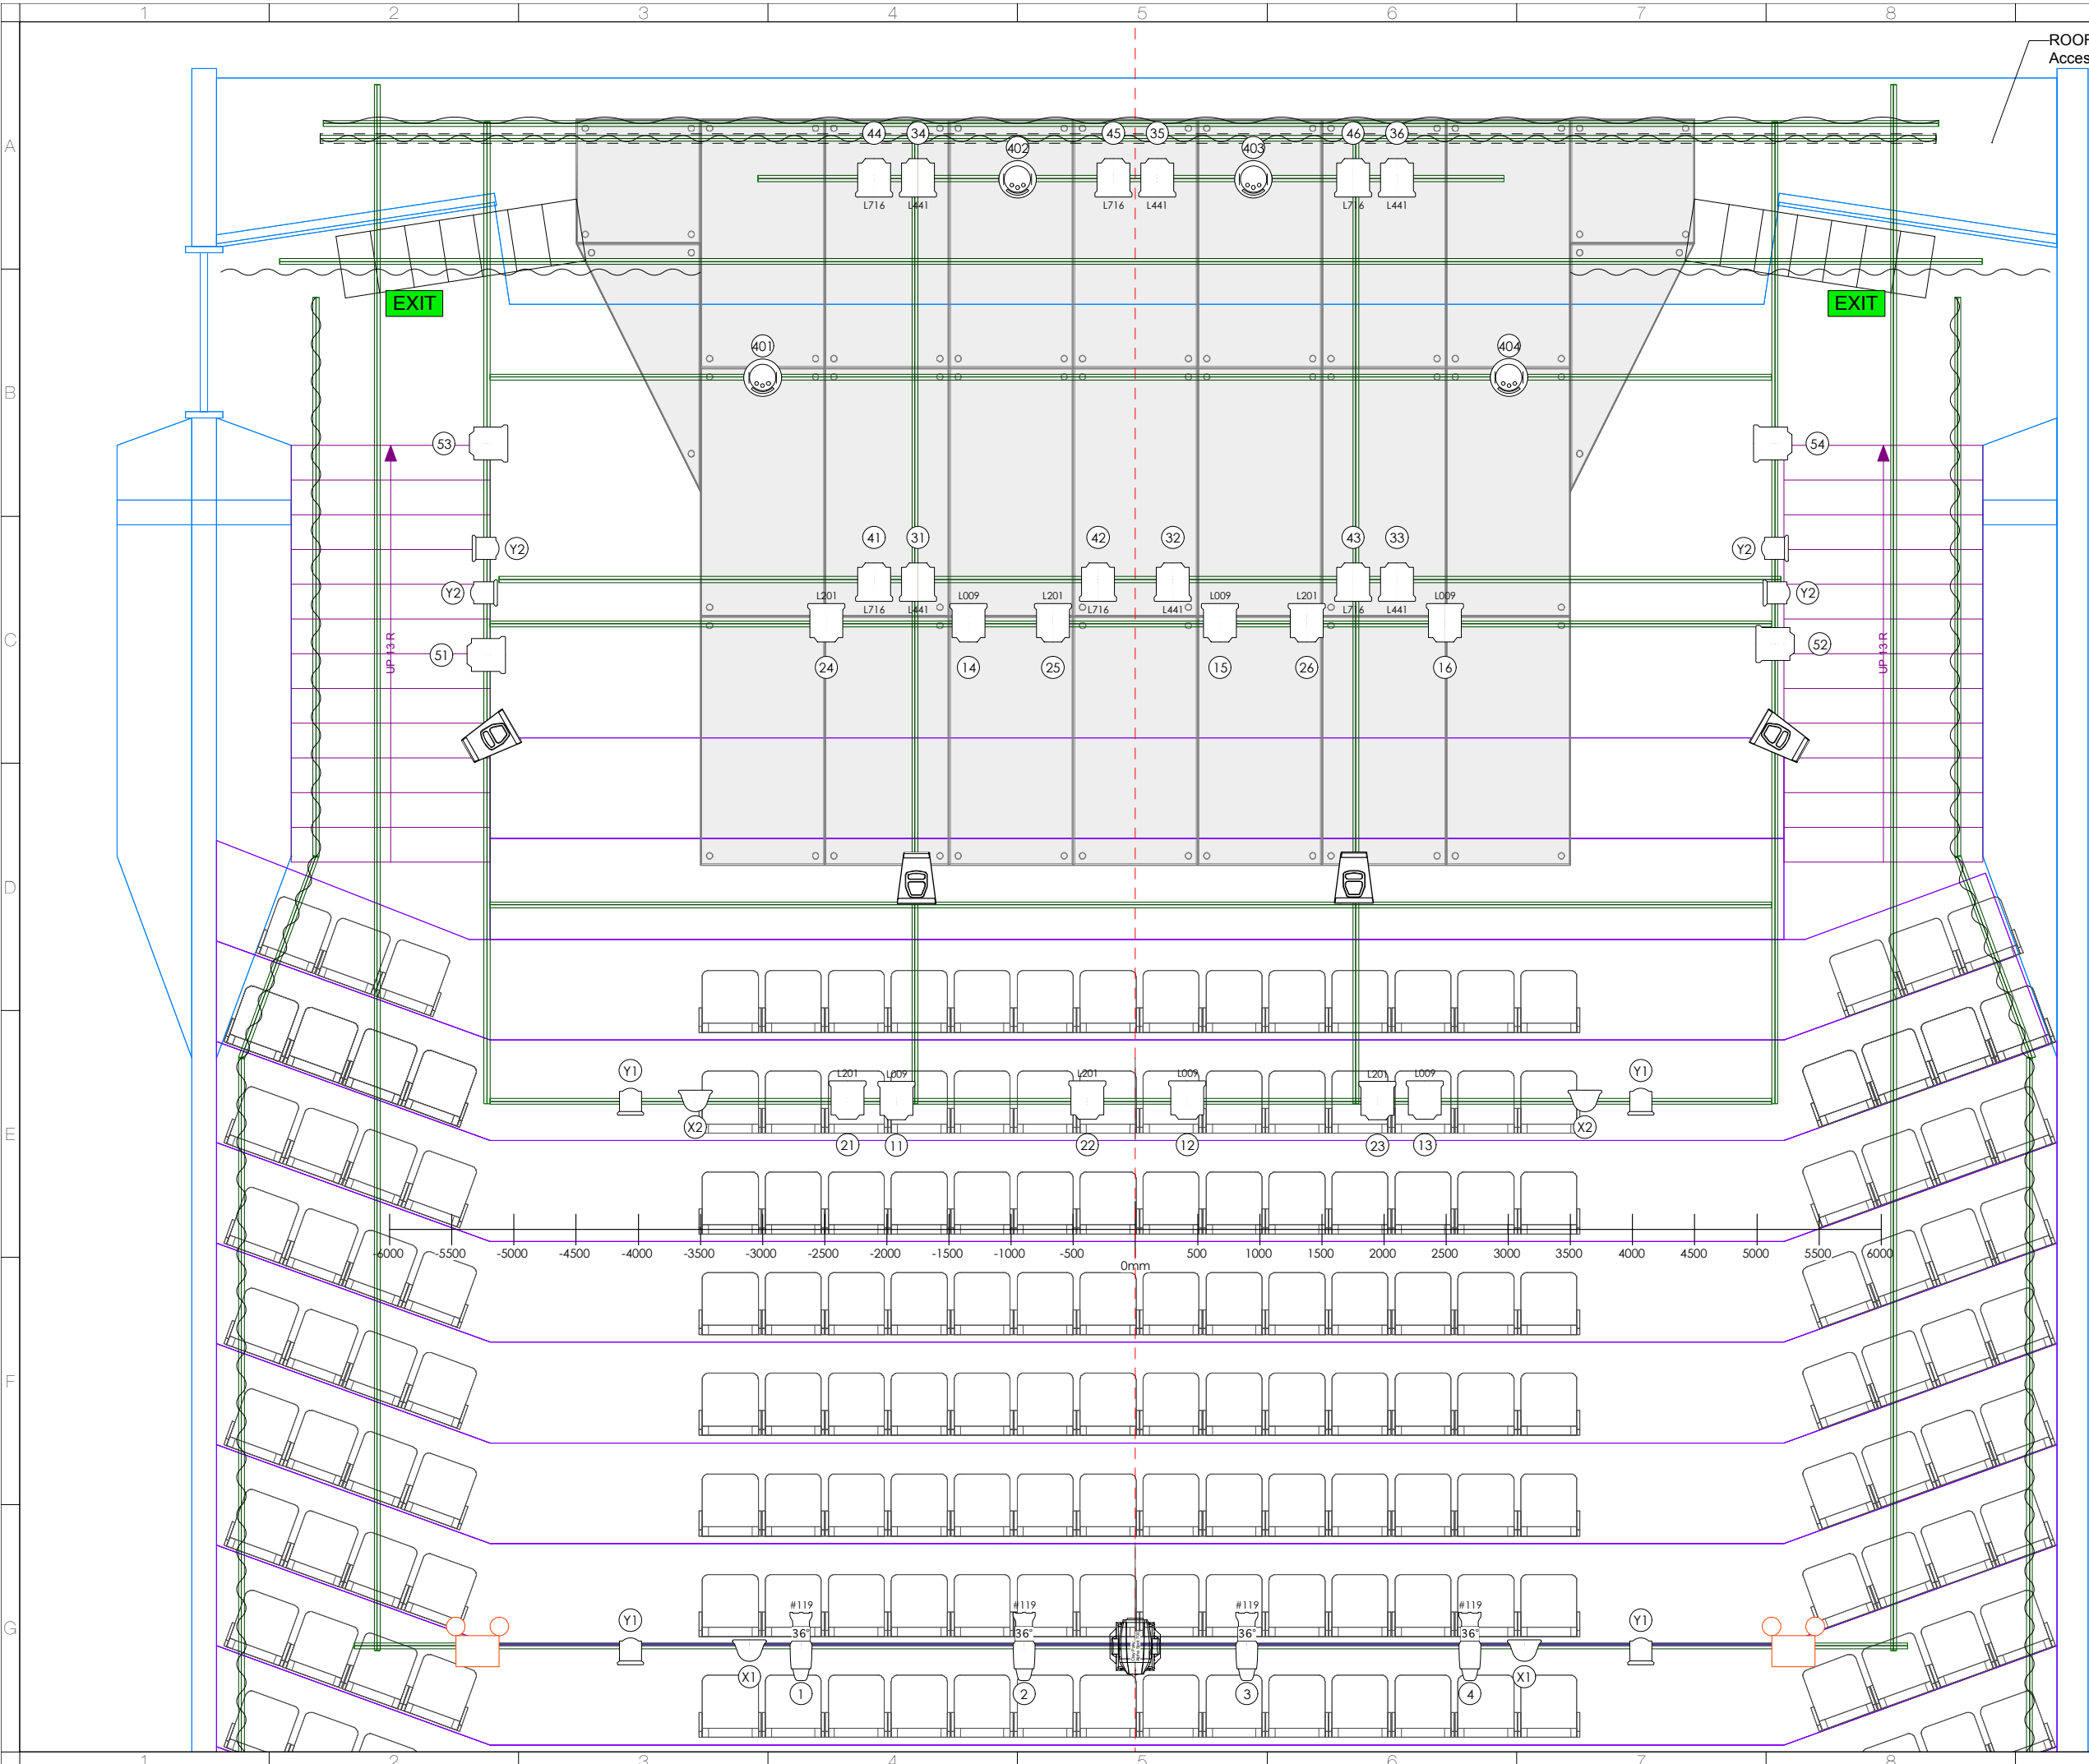 1 2 3 4 5 6 7 8
ROOF
Acces
A
44 34 45 35 46 36
402 403
L716 L441 L716 L441 L716 L441
EXIT EXIT
401 404
B
53 54
41 31 42 32 43 33
Y2 Y2
Y2 Y2
L201 L716 L441 L009 L201 L716 L441 L009 L201 L716 L441 L009
C
UP 13 R UP 13 R
51 52
24 14 25 15 26 16
D
Y1 L201 L009 L201 L009 L201 L009 Y1
X2 X2
E
21 11 22 12 23 13
-6000 -5500 -5000 -4500 -4000 -3500 -3000 -2500 -2000 -1500 -1000 -500 500 1000 1500 2000 2500 3000 3500 4000 4500 5000 5500 6000
0mm
F
#119 #119 #119 #119
Y1 Y1
G
36° 36° 36° 36°
X1 X1
1 2 3 4
1 2 3 4 5 6 7 8